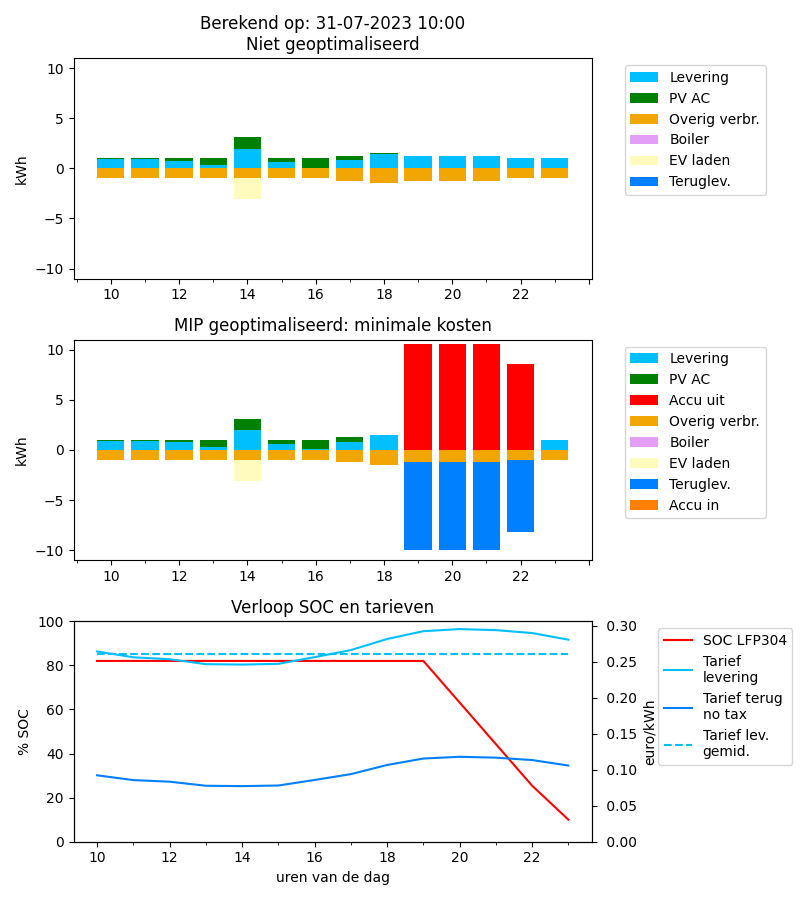 Berekend op: 31-07-2023 10:00
Niet geoptimaliseerd
10
5
0
−5
−10
kWh
10 12 14 16 18 20 22
Levering
PV AC
Overig verbr.
Boiler
EV laden
Teruglev.
MIP geoptimaliseerd: minimale kosten
10
5
0
−5
−10
kWh
10 12 14 16 18 20 22
Levering
PV AC
Accu uit
Overig verbr.
Boiler
EV laden
Teruglev.
Accu in
Verloop SOC en tarieven
100
80
60
40
20
0
% SOC
10 12 14 16 18 20 22
uren van de dag
0.30
0.25
0.20
0.15
0.10
0.05
0.00
euro/kWh
SOC LFP304
Tarief
levering
Tarief terug
no tax
Tarief lev.
gemid.